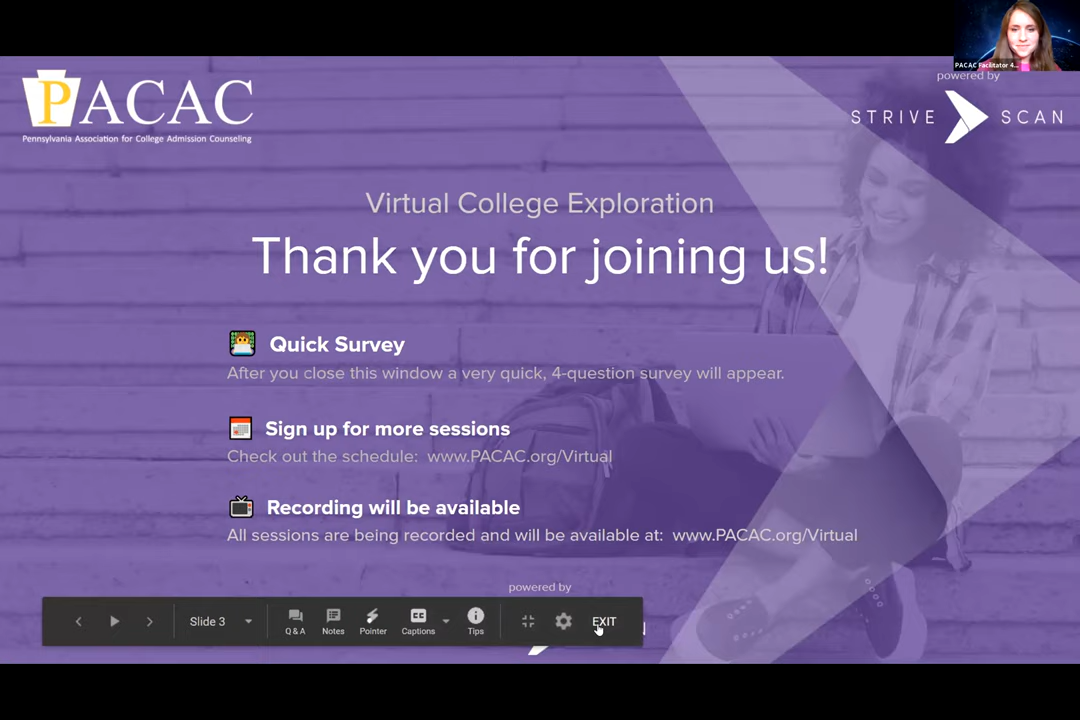 PACAC
Pennsylvania Association for College Admission Counseling
PACAC Facilitator 4...
powered by
STRIVE SCAN
Virtual College Exploration
Thank you for joining us!
Quick Survey
After you close this window a very quick, 4-question survey will appear.
Sign up for more sessions
Check out the schedule: www.PACAC.org/Virtual
Recording will be available
All sessions are being recorded and will be available at: www.PACAC.org/Virtual
powered by
Slide 3
Q & A
Notes
Pointer
CC
Captions
Tips
EXIT